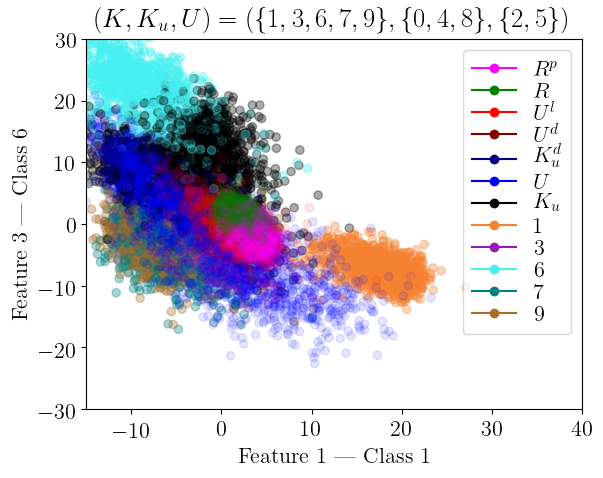 (K, K_u, U) = ({1, 3, 6, 7, 9}, {0, 4, 8}, {2, 5})
30
20
10
0
−10
−20
−30
Feature 3 — Class 6
R^p
R
U^l
U^d
K_u^d
U
K_u
1
3
6
7
9
−10
0
10
20
30
40
Feature 1 — Class 1